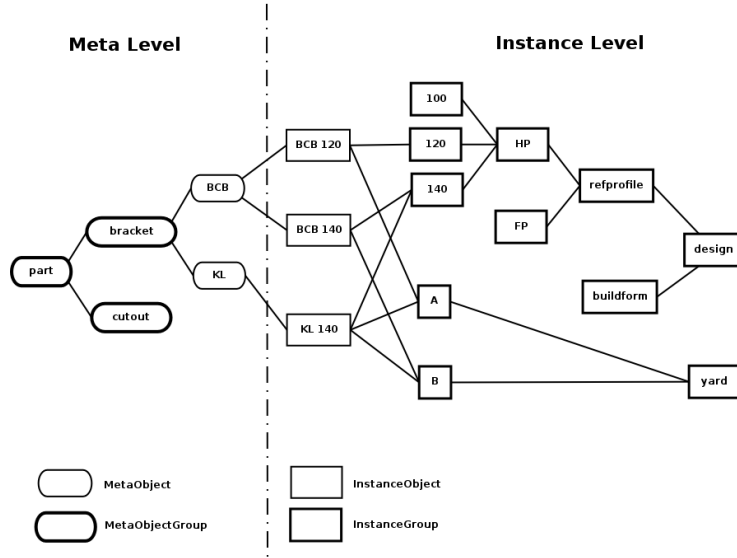 Meta Level
Instance Level
100
BCB 120
120
HP
140
BCB
refprofile
FP
bracket
BCB 140
design
part
KL
buildform
A
cutout
KL 140
B
yard
MetaObject
InstanceObject
MetaObjectGroup
InstanceGroup